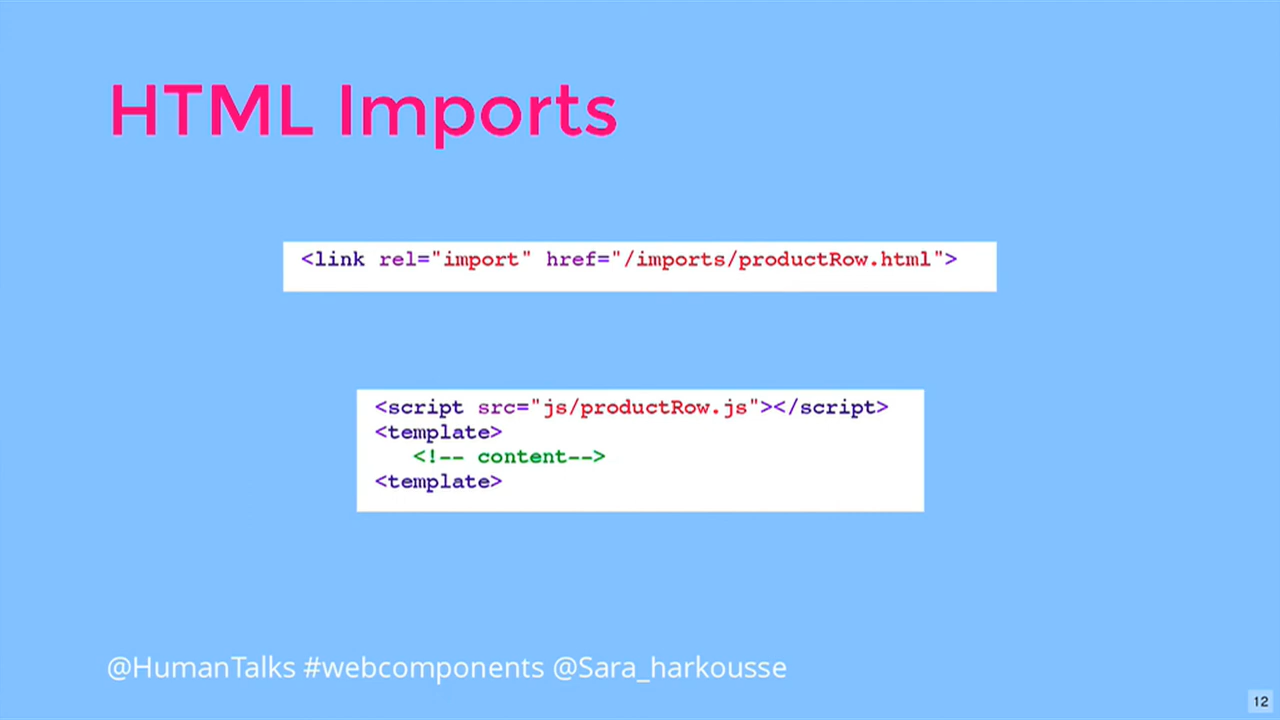 HTML Imports
<link rel="import" href="/imports/productRow.html">
<script src="js/productRow.js"></script>
<template>
<!-- content-->
<template>
@HumanTalks #webcomponents @Sara_harkousse
12